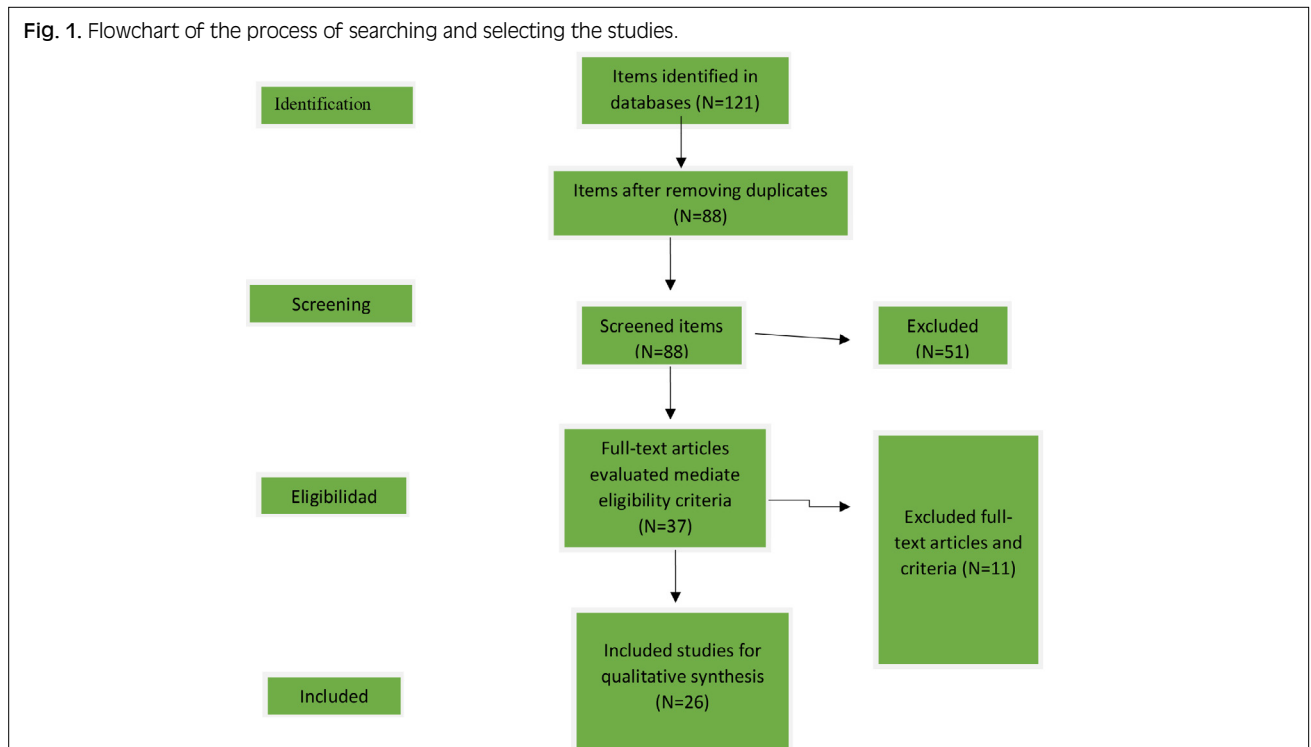 Fig. 1. Flowchart of the process of searching and selecting the studies.
Identification
Items identified in
databases (N=121)
Items after removing duplicates
(N=88)
Screening
Screened items
(N=88)
Excluded
(N=51)
Eligibilidad
Full-text articles
evaluated mediate
eligibility criteria
(N=37)
Excluded full-
text articles and
criteria (N=11)
Included
Included studies for
qualitative synthesis
(N=26)